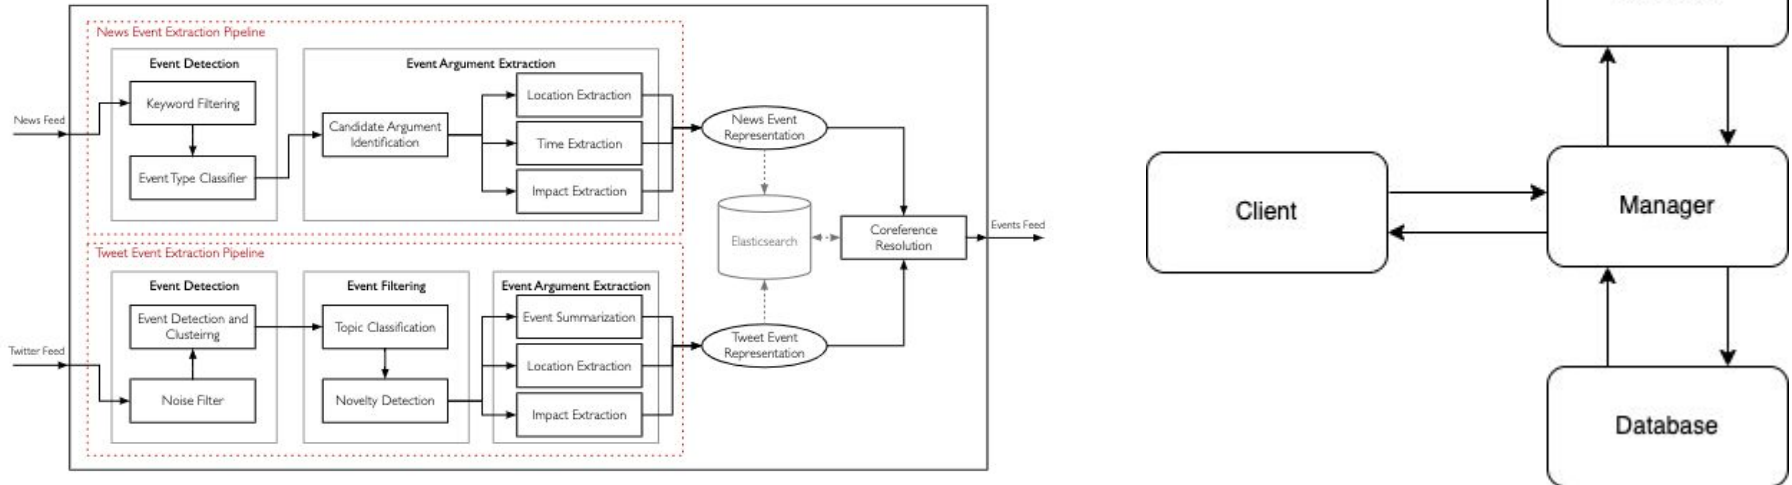 News Event Extraction Pipeline
Event Detection
Event Argument Extraction
Keyword Filtering
Event Type Classifier
Candidate Argument
Identification
Location Extraction
Time Extraction
Impact Extraction
News Feed
News Event
Representation
Elasticsearch
Coreference
Resolution
Events Feed
Tweet Event Extraction Pipeline
Event Detection
Event Filtering
Event Argument Extraction
Event Detection and
Clusteirng
Noise Filter
Topic Classification
Novelty Detection
Event Summarization
Location Extraction
Impact Extraction
Twitter Feed
Tweet Event
Representation
Client
Manager
Database